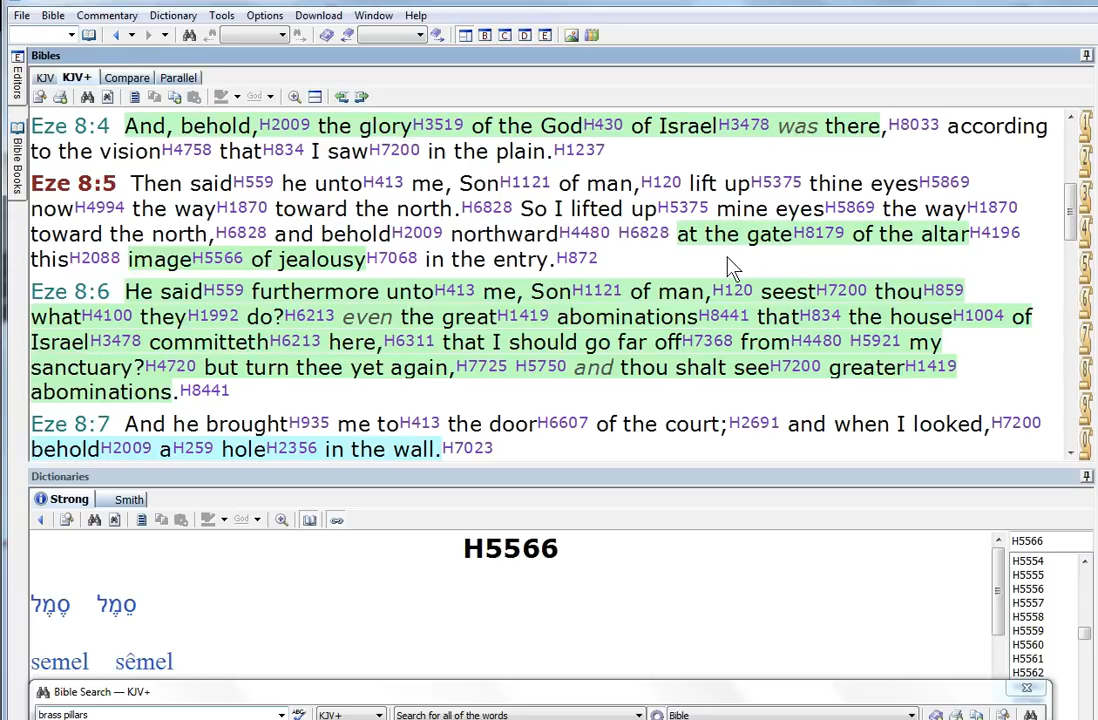 File Bible Commentary Dictionary Tools Options Download Window Help
B C D E
Bibles
E Editors
Bible Books
KJV KJV+ Compare Parallel
God
Eze 8:4 And, behold,H2009 the gloryH3519 of the GodH430 of IsraelH3478 was there,H8033 according
to the visionH4758 thatH834 I sawH7200 in the plain.H1237
Eze 8:5 Then saidH559 he untoH413 me, SonH1121 of man,H120 lift upH5375 thine eyesH5869
nowH4994 the wayH1870 toward the north.H6828 So I lifted upH5375 mine eyesH5869 the wayH1870
toward the north,H6828 and beholdH2009 northwardH4480 H6828 at the gateH8179 of the altarH4196
thisH2088 imageH5566 of jealousyH7068 in the entry.H872
Eze 8:6 He saidH559 furthermore untoH413 me, SonH1121 of man,H120 seestH7200 thouH859
whatH4100 theyH1992 do?H6213 even the greatH1419 abominationsH8441 thatH834 the houseH1004 of
IsraelH3478 committethH6213 here,H6311 that I should go far offH7368 fromH4480 H5921 my
sanctuary?H4720 but turn thee yet again,H7725 H5750 and thou shalt seeH7200 greaterH1419
abominations.H8441
Eze 8:7 And he broughtH935 me toH413 the doorH6607 of the court;H2691 and when I looked,H7200
beholdH2009 aH259 holeH2356 in the wall.H7023
Dictionaries
Strong Smith
God
H5566
סֶמֶל סֵמֶל
semel sêmel
H5566
H5554
H5555
H5556
H5557
H5558
H5559
H5560
H5561
H5562
Bible Search — KJV+
brass pillars ABC KJV+ Search for all of the words Bible